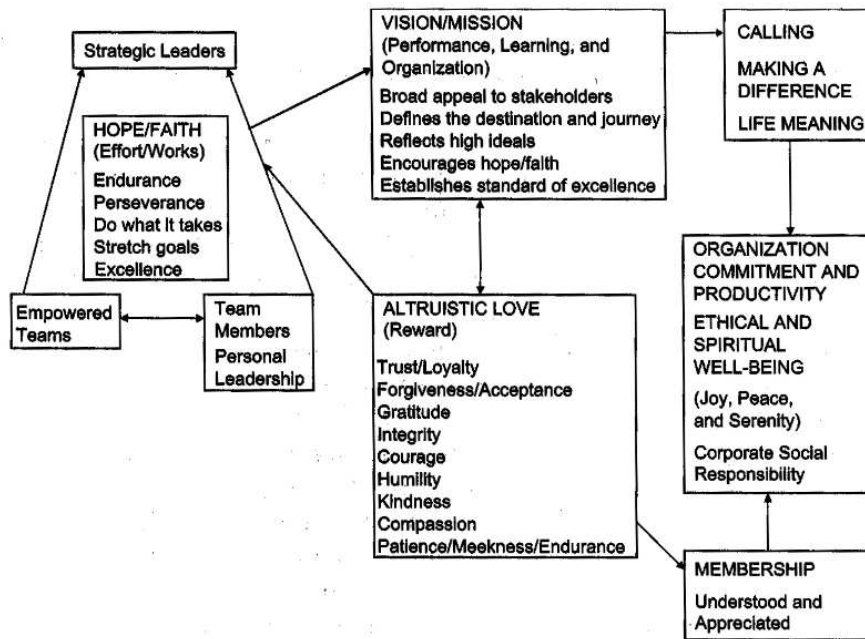 Strategic Leaders
HOPE/FAITH
(Effort/Works)
Endurance
Perseverance
Do what it takes
Stretch goals
Excellence
Empowered
Teams
Team
Members
Personal
Leadership
VISION/MISSION
(Performance, Learning, and
Organization)
Broad appeal to stakeholders
Defines the destination and journey
Reflects high ideals
Encourages hope/faith
Establishes standard of excellence
ALTRUISTIC LOVE
(Reward)
Trust/Loyalty
Forgiveness/Acceptance
Gratitude
Integrity
Courage
Humility
Kindness
Compassion
Patience/Meekness/Endurance
CALLING
MAKING A
DIFFERENCE
LIFE MEANING
ORGANIZATION
COMMITMENT AND
PRODUCTIVITY
ETHICAL AND
SPIRITUAL
WELL-BEING
(Joy, Peace,
and Serenity)
Corporate Social
Responsibility
MEMBERSHIP
Understood and
Appreciated